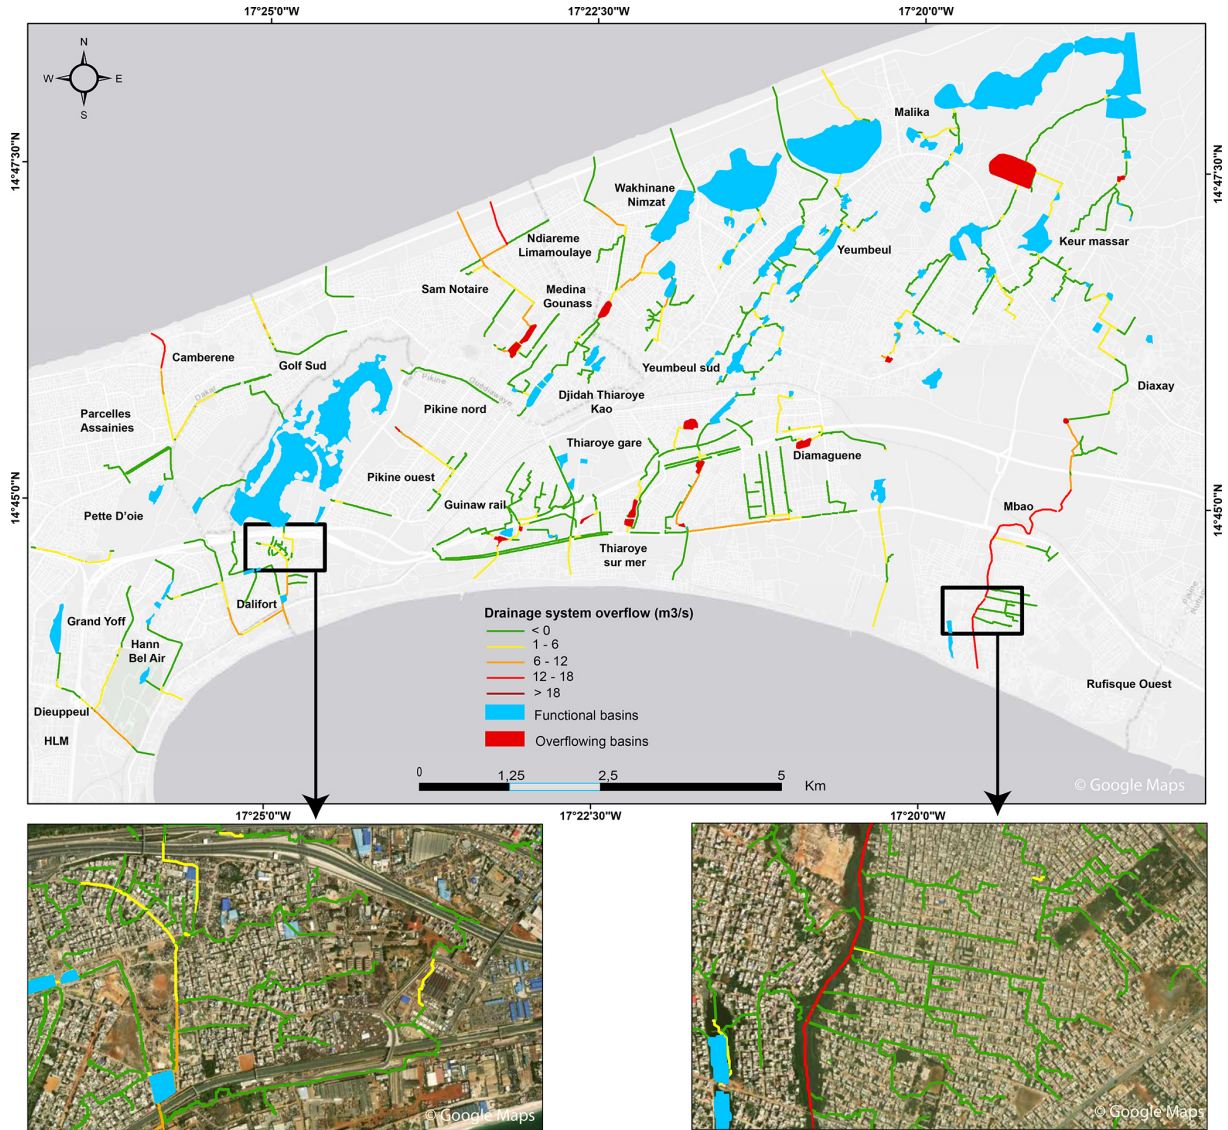 17°25'0"W
17°22'30"W
17°20'0"W
N
W
E
S
14°47'30"N
14°47'30"N
Malika
Wakhinane
Nimzat
Ndiareme
Limamoulaye
Yeumbeul
Keur massar
Sam Notaire
Medina
Gounass
Camberene
Golf Sud
Yeumbeul sud
Pikine
Guédiawaye
Dakar
Diaxay
Djidah Thiaroye
Kao
Parcelles
Assainies
Pikine nord
Thiaroye gare
Diamaguene
Pikine ouest
14°45'0"N
14°45'0"N
Guinaw rail
Mbao
Pette D'oie
Thiaroye
sur mer
Dalifort
Pikine
Rufisque
Grand Yoff
Hann
Bel Air
Drainage system overflow (m3/s)
< 0
1 - 6
6 - 12
12 - 18
> 18
Functional basins
Overflowing basins
Rufisque Ouest
Dieuppeul
HLM
0
1,25
2,5
5
Km
© Google Maps
17°25'0"W
17°22'30"W
17°20'0"W
© Google Maps
© Google Maps